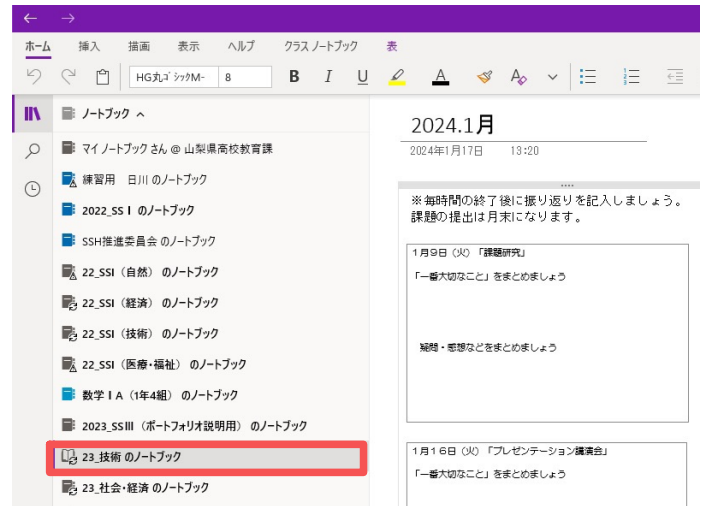 ホーム 挿入 描画 表示 ヘルプ クラス ノートブック 表
HG丸ｺﾞｼｯｸM- 8 B I U A A
ノートブック
マイ ノートブック さん @ 山梨県高校教育課
練習用 日川 のノートブック
2022_SSⅠ のノートブック
SSH推進委員会 のノートブック
22_SSI（自然） のノートブック
22_SSI（経済） のノートブック
22_SSI（技術） のノートブック
22_SSI（医療・福祉） のノートブック
数学ⅠA（1年4組） のノートブック
2023_SSⅢ（ポートフォリオ説明用） のノートブック
23_技術 のノートブック
23_社会・経済 のノートブック
2024.1月
2024年1月17日 13:20
※毎時間の終了後に振り返りを記入しましょう。
課題の提出は月末になります。
1月9日（火）「課題研究」
「一番大切なこと」をまとめましょう
疑問・感想などをまとめましょう
1月16日（火）「プレゼンテーション講演会」
「一番大切なこと」をまとめましょう